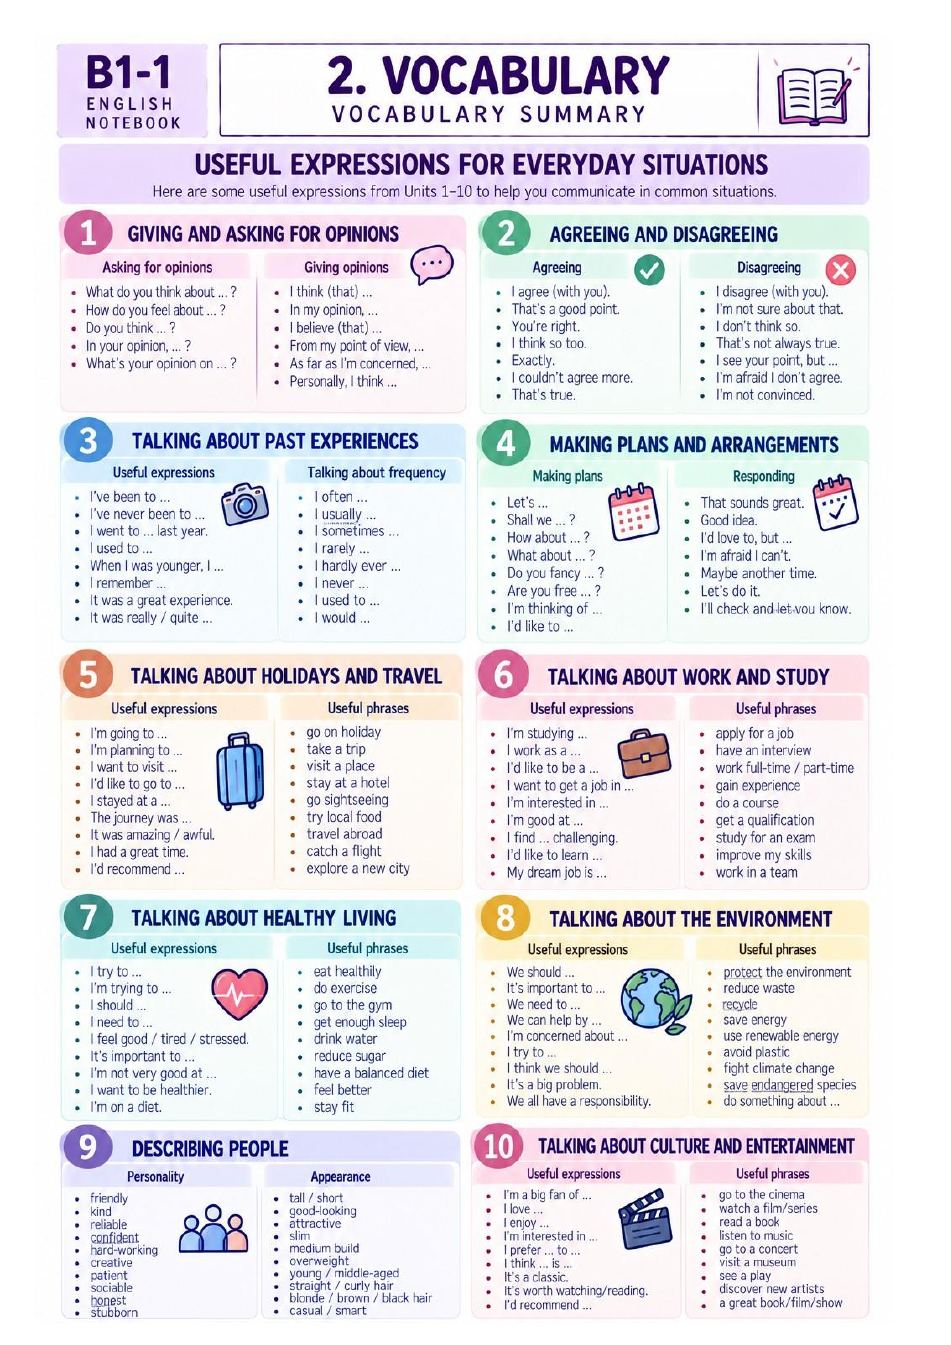 B1-1
ENGLISH
NOTEBOOK
2. VOCABULARY
VOCABULARY SUMMARY
USEFUL EXPRESSIONS FOR EVERYDAY SITUATIONS
Here are some useful expressions from Units 1–10 to help you communicate in common situations.
1 GIVING AND ASKING FOR OPINIONS
Asking for opinions
• What do you think about ... ?
• How do you feel about ... ?
• Do you think ... ?
• In your opinion, ... ?
• What's your opinion on ... ?
Giving opinions
• I think (that) ...
• In my opinion, ...
• I believe (that) ...
• From my point of view, ...
• As far as I'm concerned, ...
• Personally, I think ...
2 AGREEING AND DISAGREEING
Agreeing
• I agree (with you).
• That's a good point.
• You're right.
• I think so too.
• Exactly.
• I couldn't agree more.
• That's true.
Disagreeing
• I disagree (with you).
• I'm not sure about that.
• I don't think so.
• That's not always true.
• I see your point, but ...
• I'm afraid I don't agree.
• I'm not convinced.
3 TALKING ABOUT PAST EXPERIENCES
Useful expressions
• I've been to ...
• I've never been to ...
• I went to ... last year.
• I used to ...
• When I was younger, I ...
• I remember ...
• It was a great experience.
• It was really / quite ...
Talking about frequency
• I often ...
• I usually ...
• I sometimes ...
• I rarely ...
• I hardly ever ...
• I never ...
• I used to ...
• I would ...
4 MAKING PLANS AND ARRANGEMENTS
Making plans
• Let's ...
• Shall we ... ?
• How about ... ?
• What about ... ?
• Do you fancy ... ?
• Are you free ... ?
• I'm thinking of ...
• I'd like to ...
Responding
• That sounds great.
• Good idea.
• I'd love to, but ...
• I'm afraid I can't.
• Maybe another time.
• Let's do it.
• I'll check and let you know.
5 TALKING ABOUT HOLIDAYS AND TRAVEL
Useful expressions
• I'm going to ...
• I'm planning to ...
• I want to visit ...
• I'd like to go to ...
• I stayed at a ...
• The journey was ...
• It was amazing / awful.
• I had a great time.
• I'd recommend ...
Useful phrases
• go on holiday
• take a trip
• visit a place
• stay at a hotel
• go sightseeing
• try local food
• travel abroad
• catch a flight
• explore a new city
6 TALKING ABOUT WORK AND STUDY
Useful expressions
• I'm studying ...
• I work as a ...
• I'd like to be a ...
• I want to get a job in ...
• I'm interested in ...
• I'm good at ...
• I find ... challenging.
• I'd like to learn ...
• My dream job is ...
Useful phrases
• apply for a job
• have an interview
• work full-time / part-time
• gain experience
• do a course
• get a qualification
• study for an exam
• improve my skills
• work in a team
7 TALKING ABOUT HEALTHY LIVING
Useful expressions
• I try to ...
• I'm trying to ...
• I should ...
• I need to ...
• I feel good / tired / stressed.
• It's important to ...
• I'm not very good at ...
• I want to be healthier.
• I'm on a diet.
Useful phrases
• eat healthily
• do exercise
• go to the gym
• get enough sleep
• drink water
• reduce sugar
• have a balanced diet
• feel better
• stay fit
8 TALKING ABOUT THE ENVIRONMENT
Useful expressions
• We should ...
• It's important to ...
• We need to ...
• We can help by ...
• I'm concerned about ...
• I try to ...
• I think we should ...
• It's a big problem.
• We all have a responsibility.
Useful phrases
• protect the environment
• reduce waste
• recycle
• save energy
• use renewable energy
• avoid plastic
• fight climate change
• save endangered species
• do something about ...
9 DESCRIBING PEOPLE
Personality
• friendly
• kind
• reliable
• confident
• hard-working
• creative
• patient
• sociable
• honest
• stubborn
Appearance
• tall / short
• good-looking
• attractive
• slim
• medium build
• overweight
• young / middle-aged
• straight / curly hair
• blonde / brown / black hair
• casual / smart
10 TALKING ABOUT CULTURE AND ENTERTAINMENT
Useful expressions
• I'm a big fan of ...
• I love ...
• I enjoy ...
• I'm interested in ...
• I prefer ... to ...
• I think ... is ...
• It's a classic.
• It's worth watching/reading.
• I'd recommend ...
Useful phrases
• go to the cinema
• watch a film/series
• read a book
• listen to music
• go to a concert
• visit a museum
• see a play
• discover new artists
• a great book/film/show